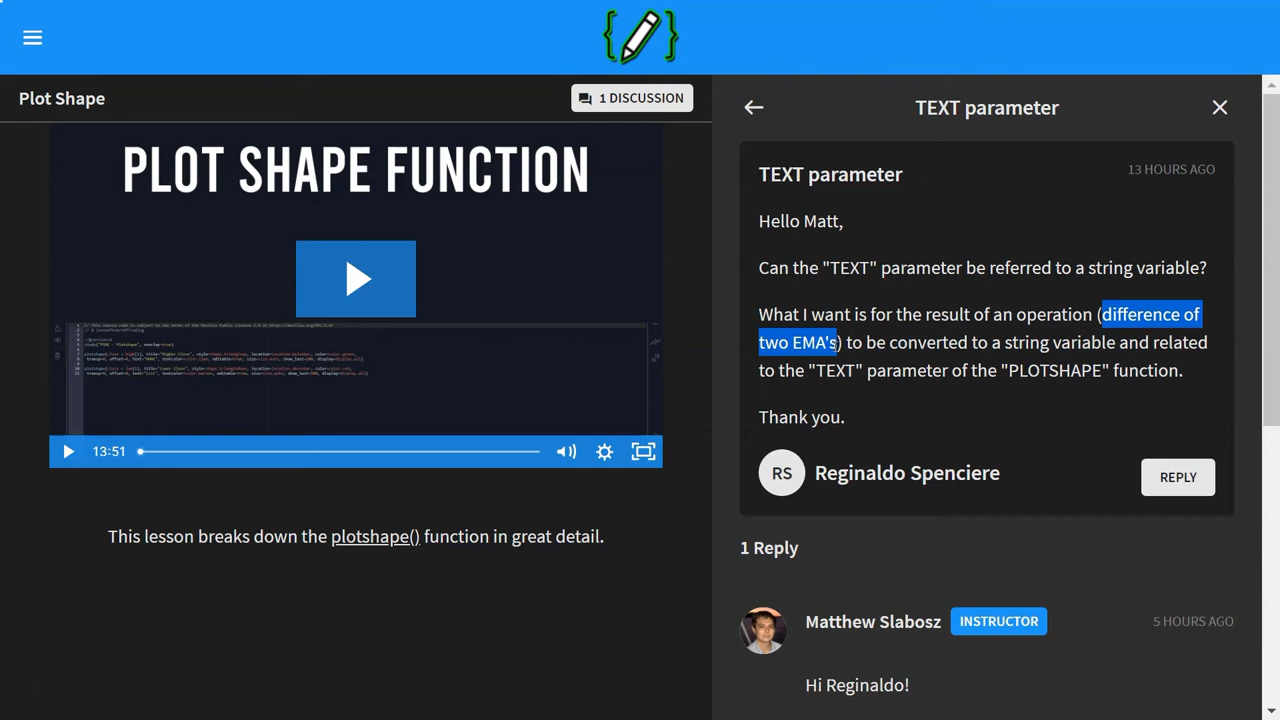 Plot Shape
1 DISCUSSION
PLOT SHAPE FUNCTION
13:51
This lesson breaks down the plotshape() function in great detail.
TEXT parameter
TEXT parameter
13 HOURS AGO
Hello Matt,
Can the "TEXT" parameter be referred to a string variable?
What I want is for the result of an operation (difference of
two EMA's) to be converted to a string variable and related
to the "TEXT" parameter of the "PLOTSHAPE" function.
Thank you.
RS
Reginaldo Spenciere
REPLY
1 Reply
Matthew Slabosz
INSTRUCTOR
5 HOURS AGO
Hi Reginaldo!